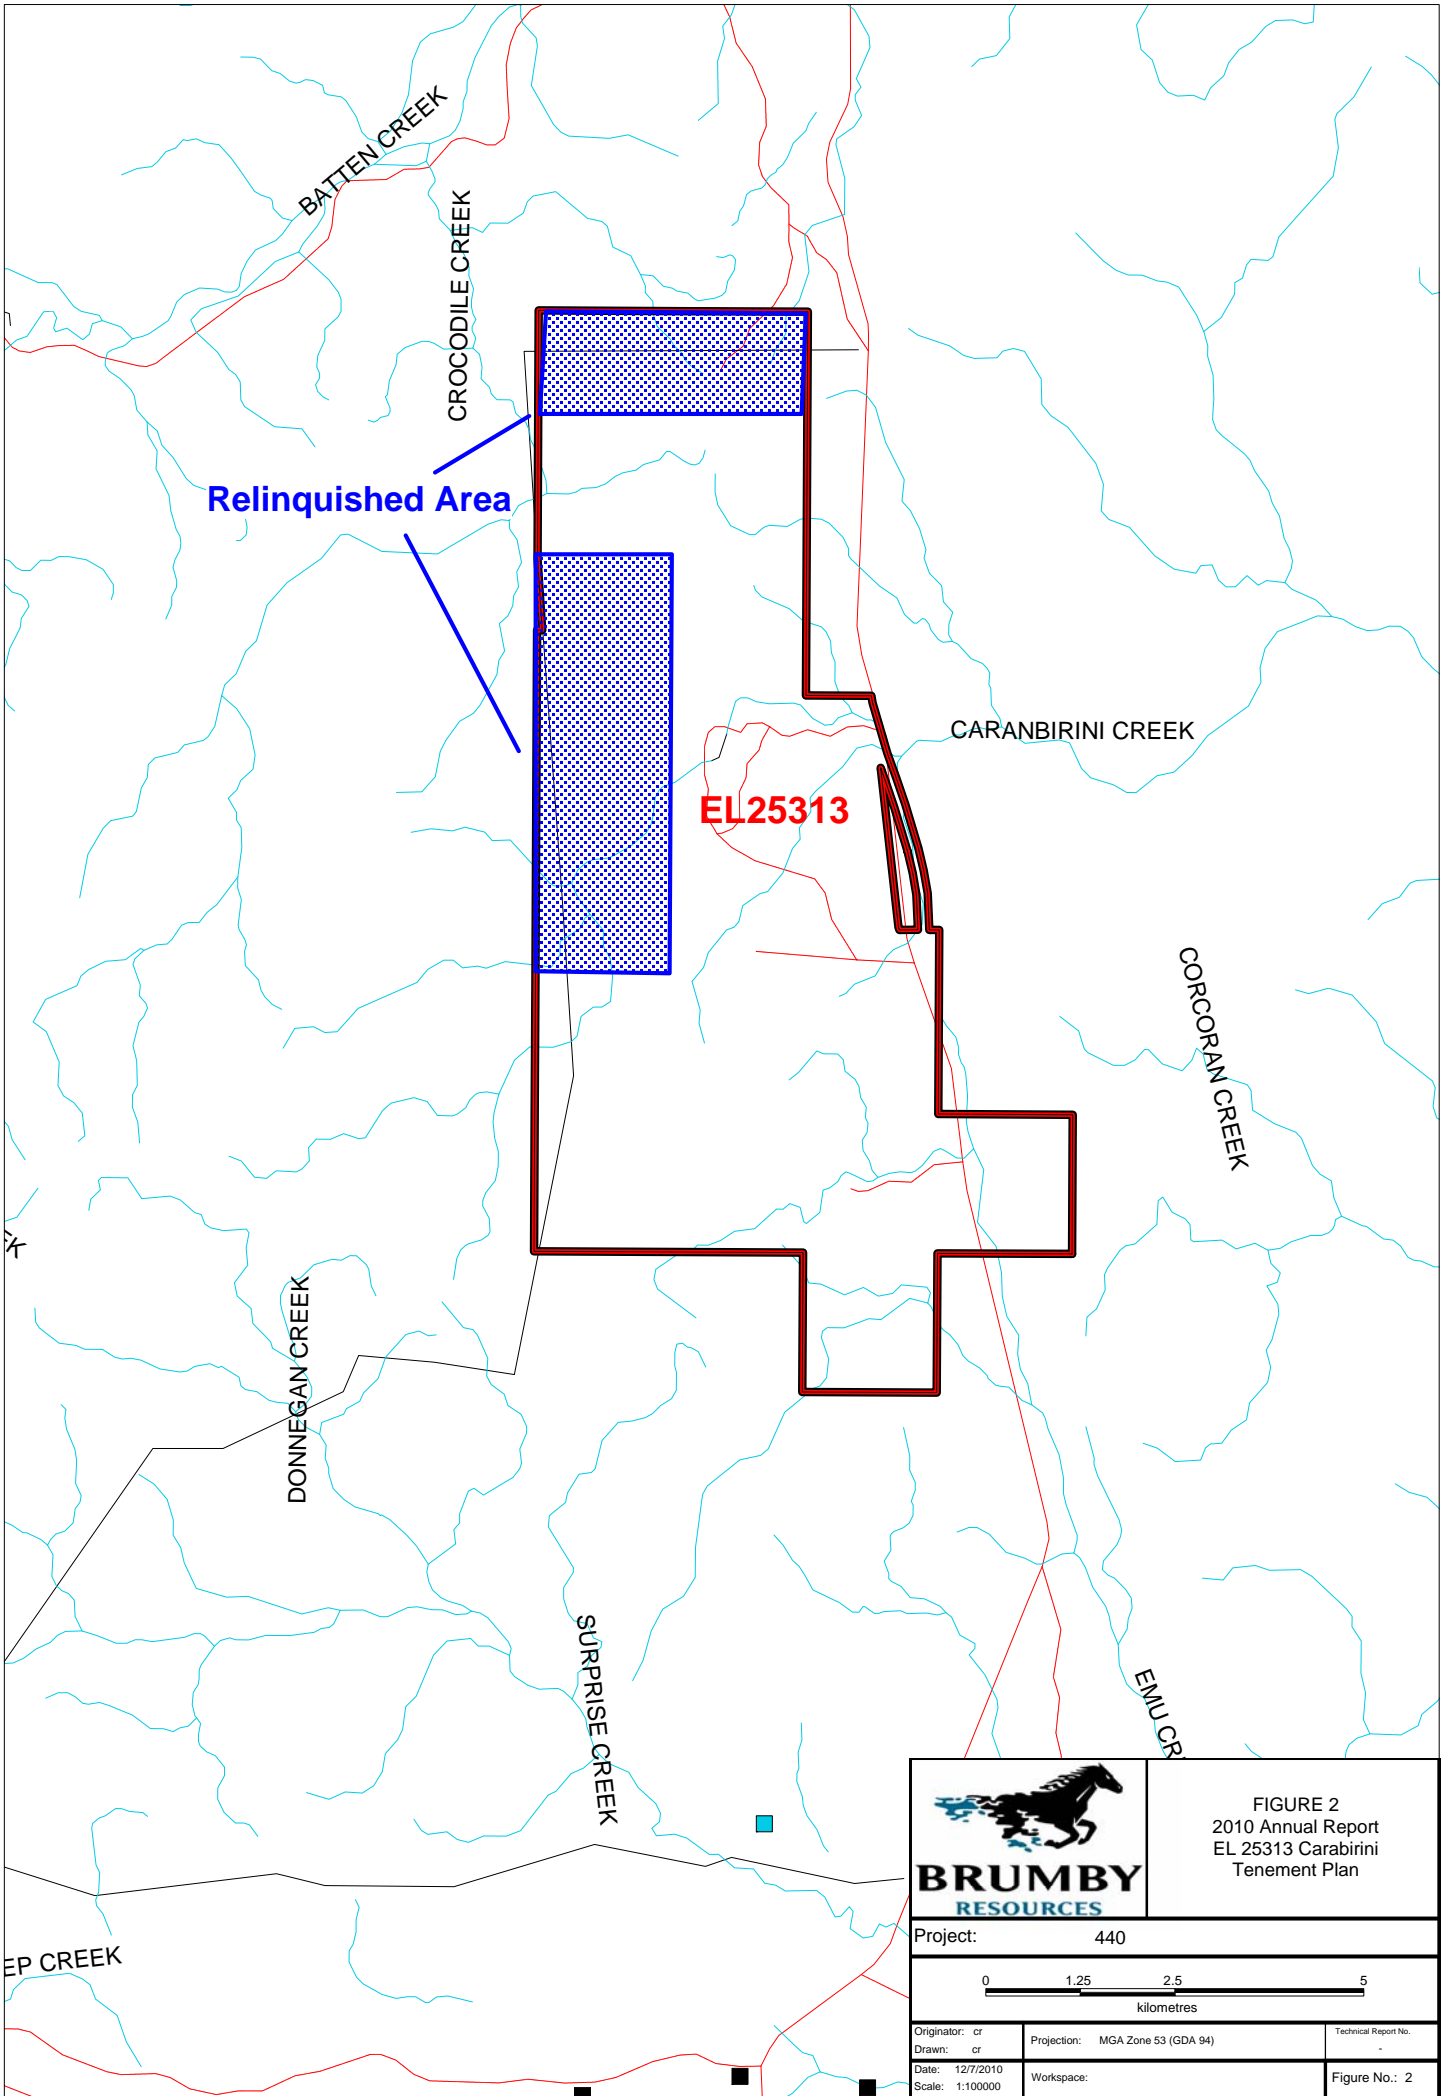 BATTEN CREEK
CROCODILE CREEK
Relinquished Area
CARANBIRINI CREEK
EL25313
CORCORAN CREEK
EK
DONNEGAN CREEK
SURPRISE CREEK
EMU CR
EP CREEK
BRUMBY
RESOURCES
FIGURE 2
2010 Annual Report
EL 25313 Carabirini
Tenement Plan
Project: 440
0 1.25 2.5 5
kilometres
Originator: cr
Drawn: cr
Projection: MGA Zone 53 (GDA 94)
Technical Report No.
-
Date: 12/7/2010
Scale: 1:100000
Workspace:
Figure No.: 2